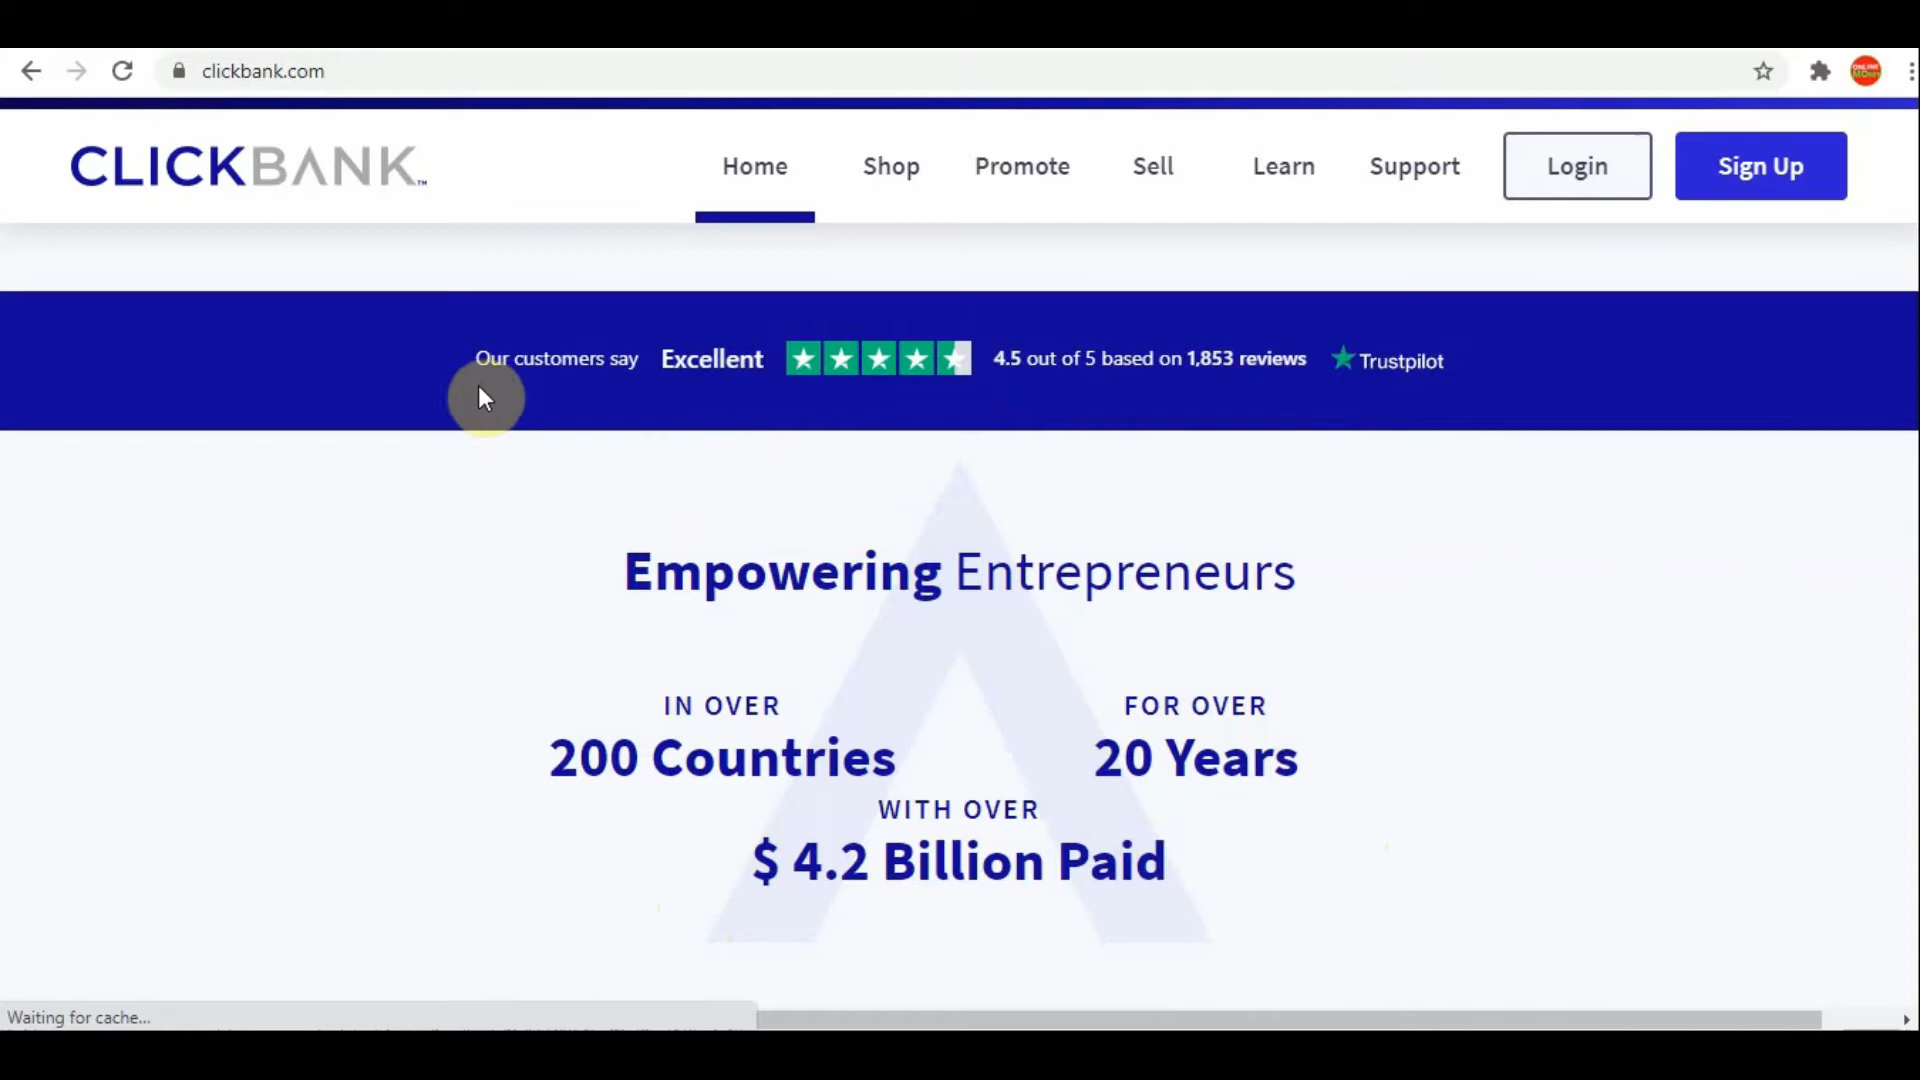 clickbank.com
ONLINE
CLICKBANK™
Home Shop Promote Sell Learn Support Login Sign Up
Our customers say Excellent 4.5 out of 5 based on 1,853 reviews Trustpilot
Empowering Entrepreneurs
IN OVER FOR OVER
200 Countries 20 Years
WITH OVER
$ 4.2 Billion Paid
Waiting for cache...